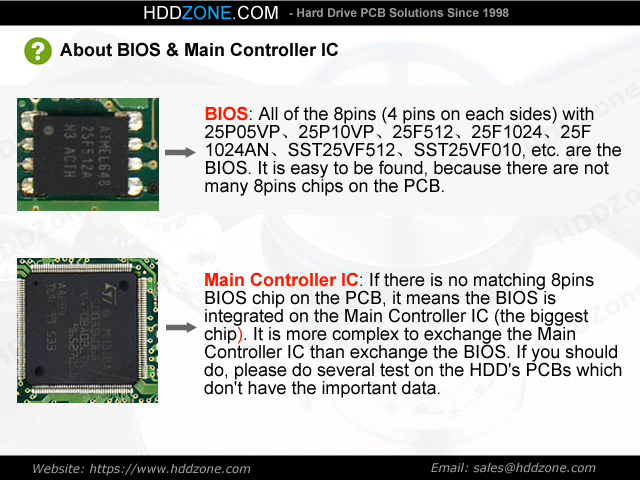 HDDZONE.COM - Hard Drive PCB Solutions Since 1998
? About BIOS & Main Controller IC
ATMEL648
25F512A
N3 ACTH
BIOS: All of the 8pins (4 pins on each sides) with
25P05VP、25P10VP、25F512、25F1024、25F
1024AN、SST25VF512、SST25VF010, etc. are the
BIOS. It is easy to be found, because there are not
many 8pins chips on the PCB.
Main Controller IC: If there is no matching 8pins
BIOS chip on the PCB, it means the BIOS is
integrated on the Main Controller IC (the biggest
chip). It is more complex to exchange the Main
Controller IC than exchange the BIOS. If you should
do, please do several test on the HDD's PCBs which
don't have the important data.
Website: https://www.hddzone.com Email: sales@hddzone.com